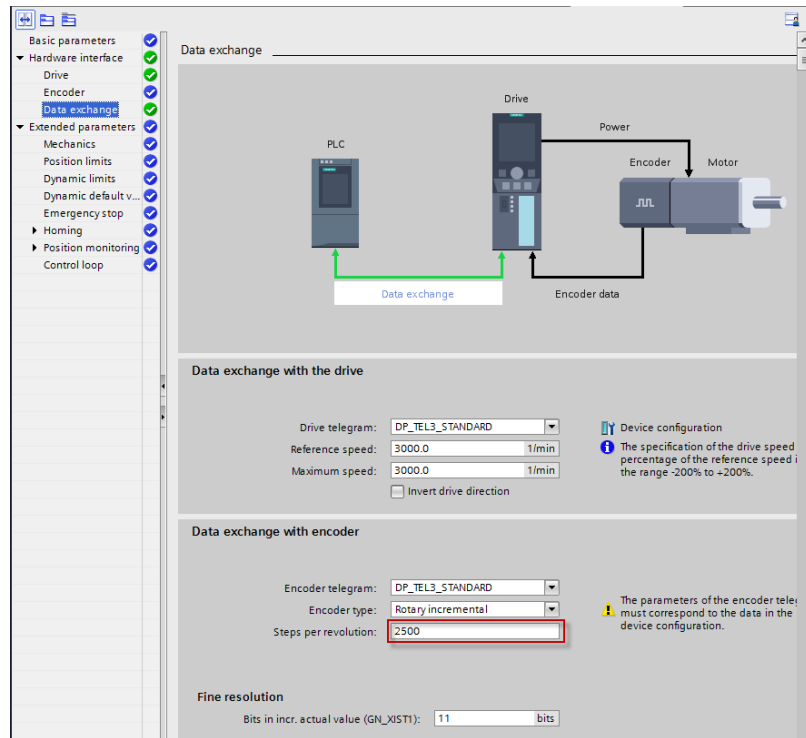 Basic parameters
Hardware interface
Drive
Encoder
Data exchange
Extended parameters
Mechanics
Position limits
Dynamic limits
Dynamic default v...
Emergency stop
Homing
Position monitoring
Control loop
Data exchange
Drive
PLC
Power
Encoder
Motor
Data exchange
Encoder data
Data exchange with the drive
Drive telegram: DP_TEL3_STANDARD
Device configuration
Reference speed: 3000.0 1/min
The specification of the drive speed
percentage of the reference speed i
Maximum speed: 3000.0 1/min
the range -200% to +200%.
Invert drive direction
Data exchange with encoder
Encoder telegram: DP_TEL3_STANDARD
The parameters of the encoder tele
Encoder type: Rotary incremental
must correspond to the data in the
Steps per revolution: 2500
device configuration.
Fine resolution
Bits in incr. actual value (GN_XIST1): 11 bits